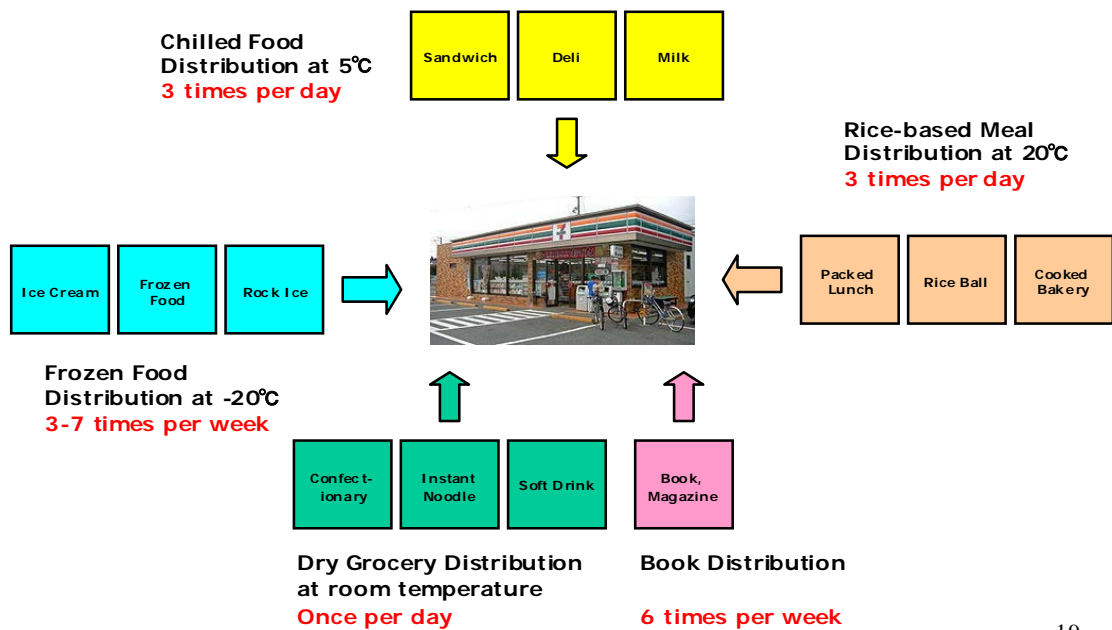 Chilled Food
Distribution at 5℃
3 times per day
Sandwich
Deli
Milk
Rice-based Meal
Distribution at 20℃
3 times per day
Ice Cream
Frozen
Food
Rock Ice
7
Packed
Lunch
Rice Ball
Cooked
Bakery
Frozen Food
Distribution at -20℃
3-7 times per week
Confect-
ionary
Instant
Noodle
Soft Drink
Book,
Magazine
Dry Grocery Distribution
at room temperature
Once per day
Book Distribution
6 times per week